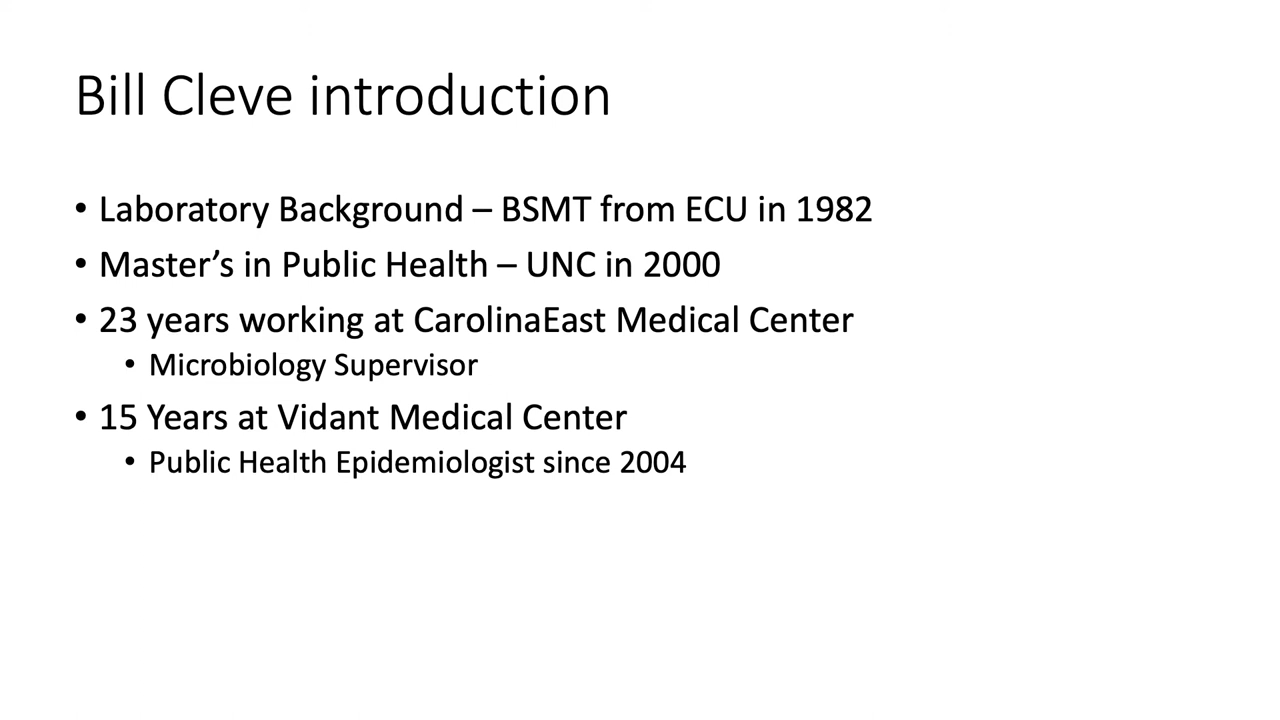 Bill Cleve introduction
• Laboratory Background – BSMT from ECU in 1982
• Master’s in Public Health – UNC in 2000
• 23 years working at CarolinaEast Medical Center
• Microbiology Supervisor
• 15 Years at Vidant Medical Center
• Public Health Epidemiologist since 2004